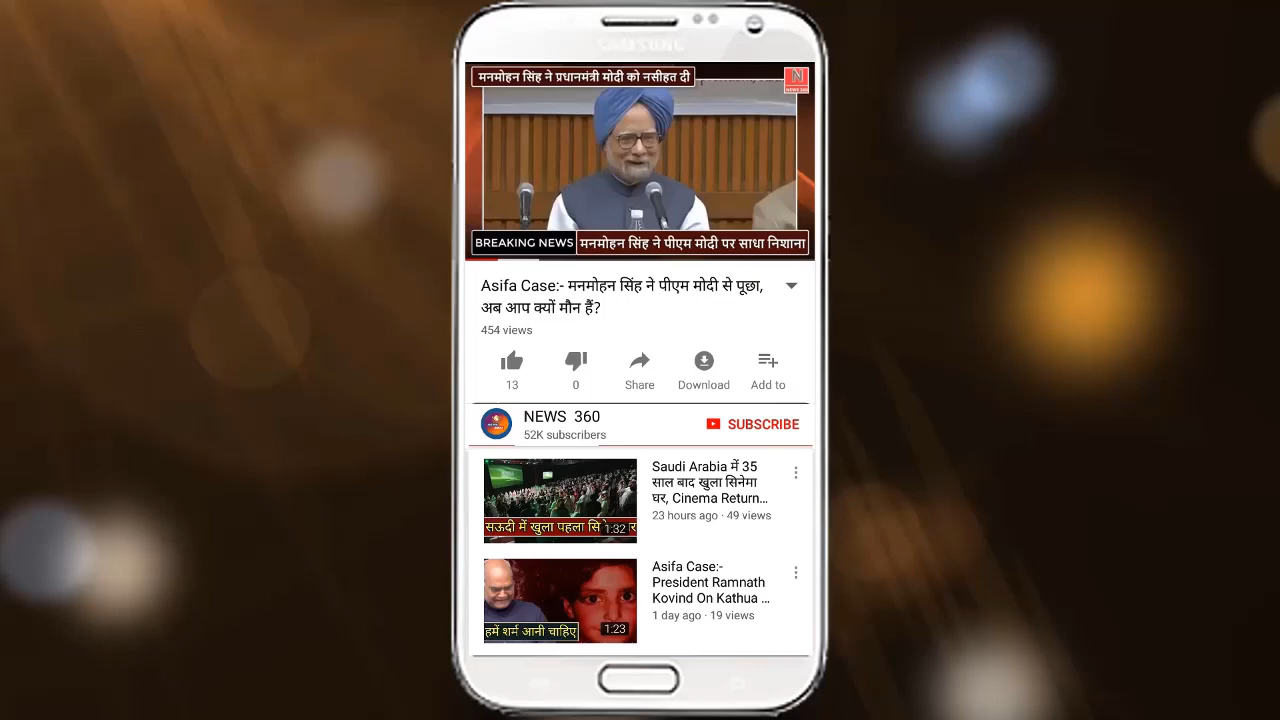 SAMSUNG
मनमोहन सिंह ने प्रधानमंत्री मोदी को नसीहत दी
N
NEWS 360
BREAKING NEWS
मनमोहन सिंह ने पीएम मोदी पर साधा निशाना
Asifa Case:- मनमोहन सिंह ने पीएम मोदी से पूछा,
अब आप क्यों मौन हैं?
454 views
13
0
Share
Download
Add to
NEWS 360
52K subscribers
SUBSCRIBE
Saudi Arabia में 35
साल बाद खुला सिनेमा
घर, Cinema Return...
23 hours ago · 49 views
सऊदी में खुला पहला
1:32
Asifa Case:-
President Ramnath
Kovind On Kathua ...
1 day ago · 19 views
हमें शर्म आनी चाहिए
1:23